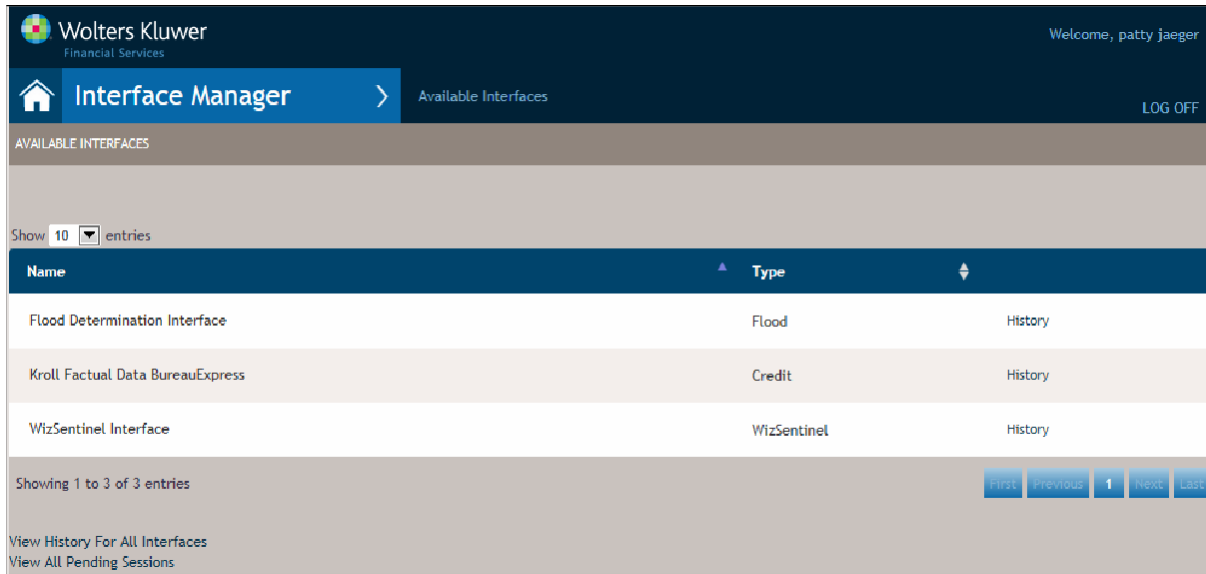 Wolters Kluwer
Financial Services
Welcome, patty jaeger
Interface Manager
Available Interfaces
LOG OFF
AVAILABLE INTERFACES
Show 10 entries
Name Type
Flood Determination Interface Flood History
Kroll Factual Data BureauExpress Credit History
WizSentinel Interface WizSentinel History
Showing 1 to 3 of 3 entries First Previous 1 Next Last
View History For All Interfaces
View All Pending Sessions